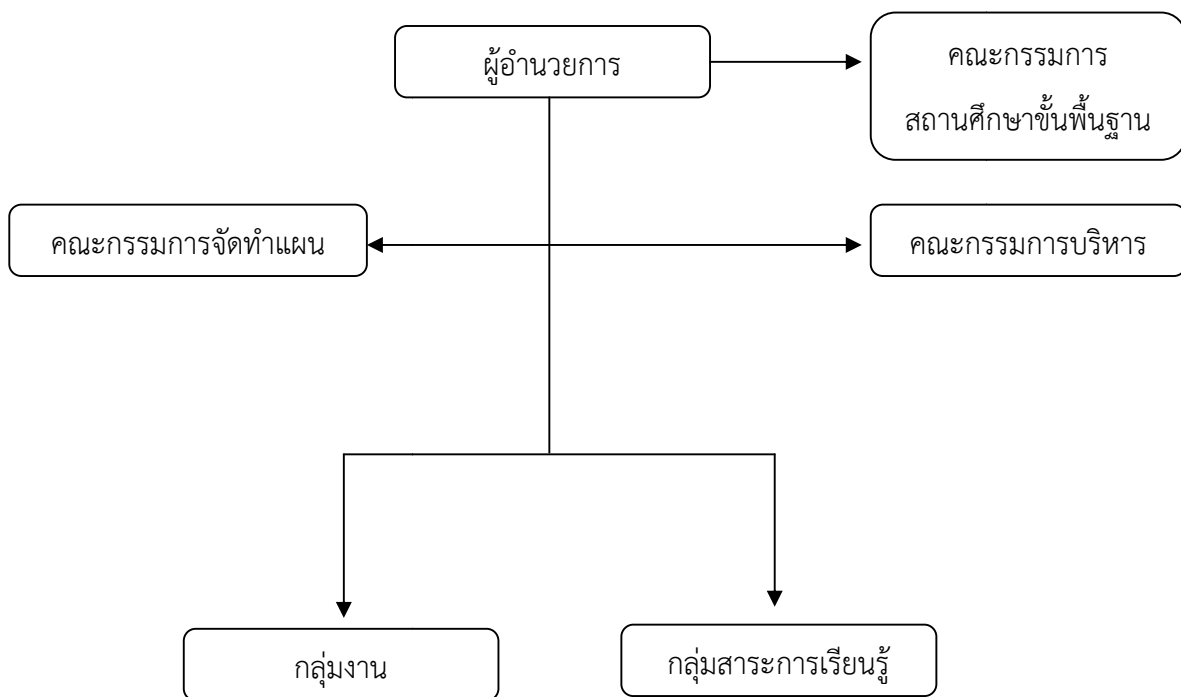 ผู้อำนวยการ
คณะกรรมการ
สถานศึกษาขั้นพื้นฐาน
คณะกรรมการจัดทำแผน
คณะกรรมการบริหาร
กลุ่มงาน
กลุ่มสาระการเรียนรู้